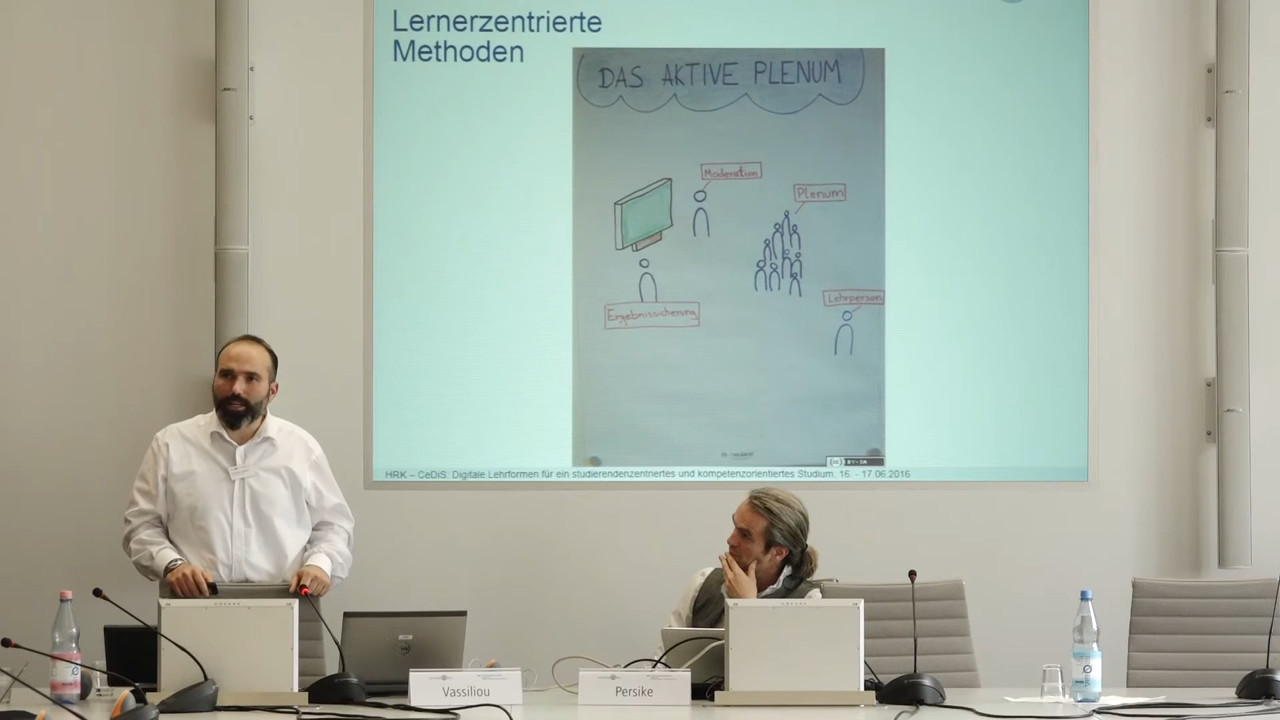 Lernerzentrierte
Methoden
DAS AKTIVE PLENUM
Moderation
Plenum
Lehrperson
Ergebnissicherung
HRK – CeDiS: Digitale Lehrformen für ein studierendenzentriertes und kompetenzorientiertes Studium, 16. - 17.06.2016
Vassiliou
Persike